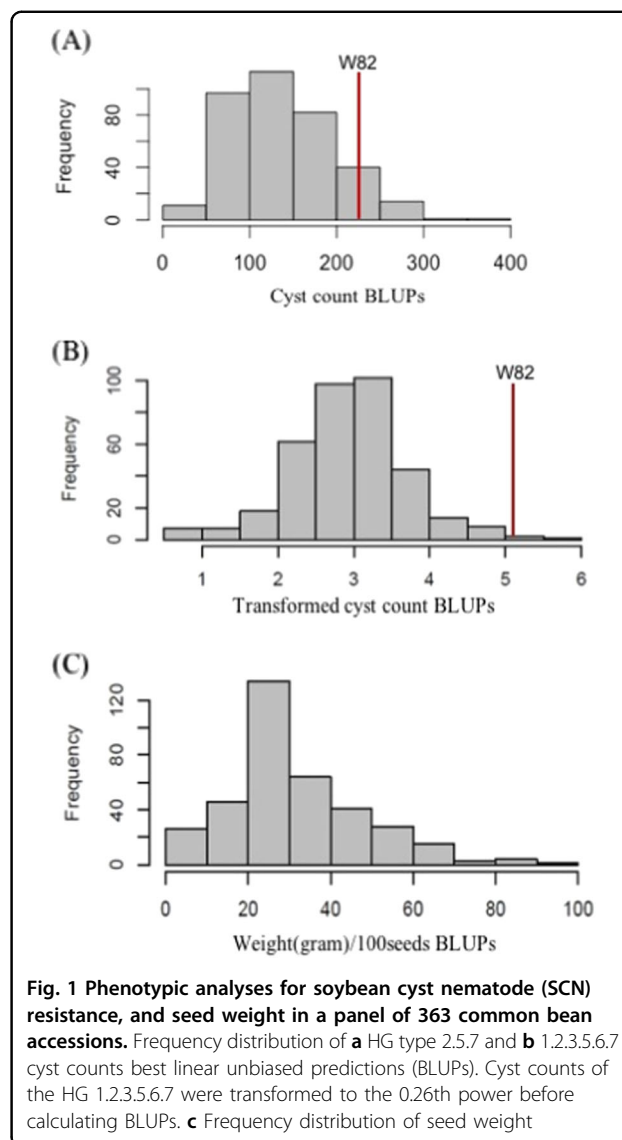 (A)
W82
Frequency
0 40 80
0 100 200 300 400
Cyst count BLUPs
(B)
W82
Frequency
0 20 60 100
1 2 3 4 5 6
Transformed cyst count BLUPs
(C)
Frequency
0 40 80 120
0 20 40 60 80 100
Weight(gram)/100seeds BLUPs
Fig. 1 Phenotypic analyses for soybean cyst nematode (SCN)
resistance, and seed weight in a panel of 363 common bean
accessions. Frequency distribution of a HG type 2.5.7 and b 1.2.3.5.6.7
cyst counts best linear unbiased predictions (BLUPs). Cyst counts of
the HG 1.2.3.5.6.7 were transformed to the 0.26th power before
calculating BLUPs. c Frequency distribution of seed weight